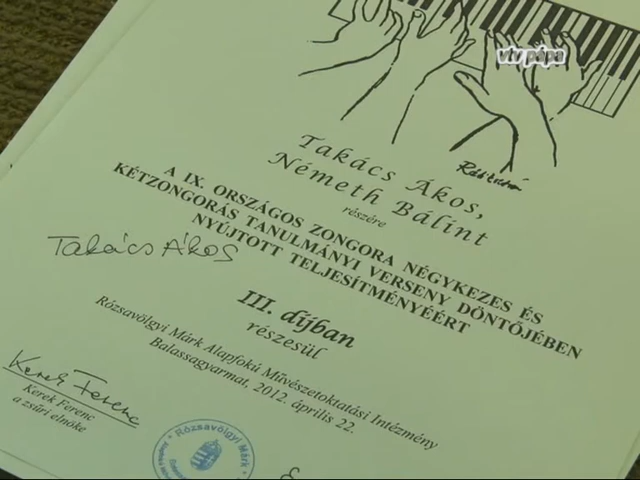 vtv pápa
Takács Ákos,
Németh Bálint
részére
A IX. ORSZÁGOS ZONGORA NÉGYKEZES ÉS
KÉTZONGORÁS TANULMÁNYI VERSENY DÖNTŐJÉBEN
NYÚJTOTT TELJESÍTMÉNYÉÉRT
Takács Ákos
III. díjban
részesül
Rózsavölgyi Márk Alapfokú Művészetoktatási Intézmény
Balassagyarmat, 2012. április 22.
Kerek Ferenc
Kerek Ferenc
a zsűri elnöke
Rózsavölgyi Márk